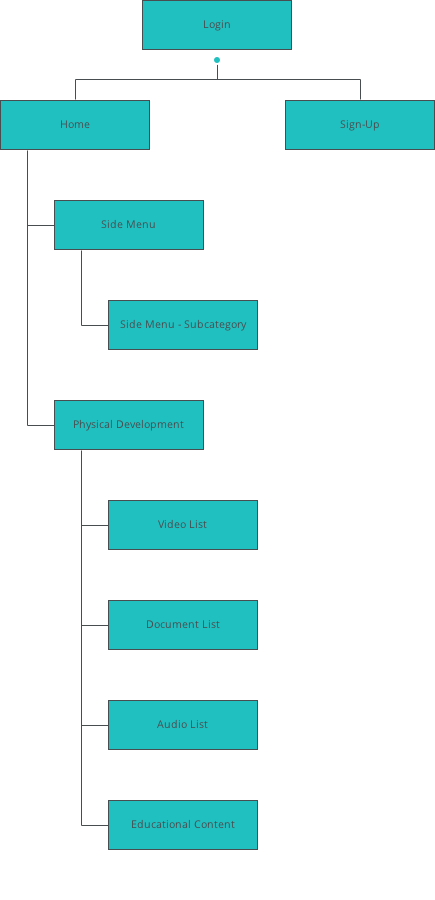 Login
Home
Sign-Up
Side Menu
Side Menu - Subcategory
Physical Development
Video List
Document List
Audio List
Educational Content